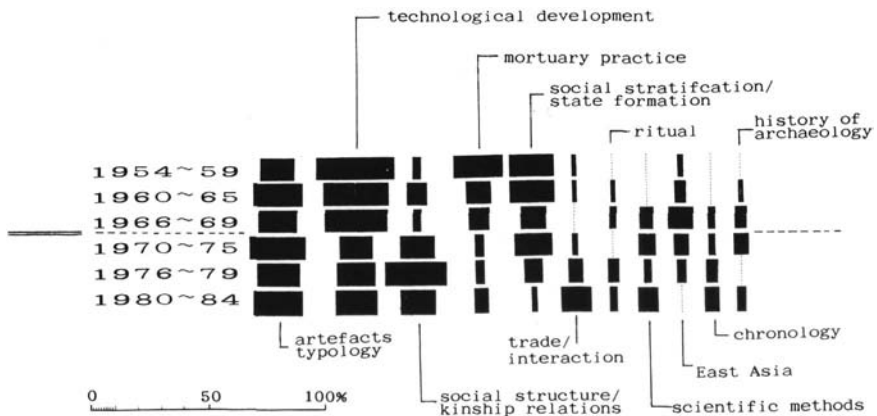 technological development
mortuary practice
social stratifcation/
state formation
ritual
history of
archaeology
1954~59
1960~65
1966~69
1970~75
1976~79
1980~84
artefacts
typology
trade/
interaction
chronology
East Asia
social structure/
kinship relations
scientific methods
0 50 100%